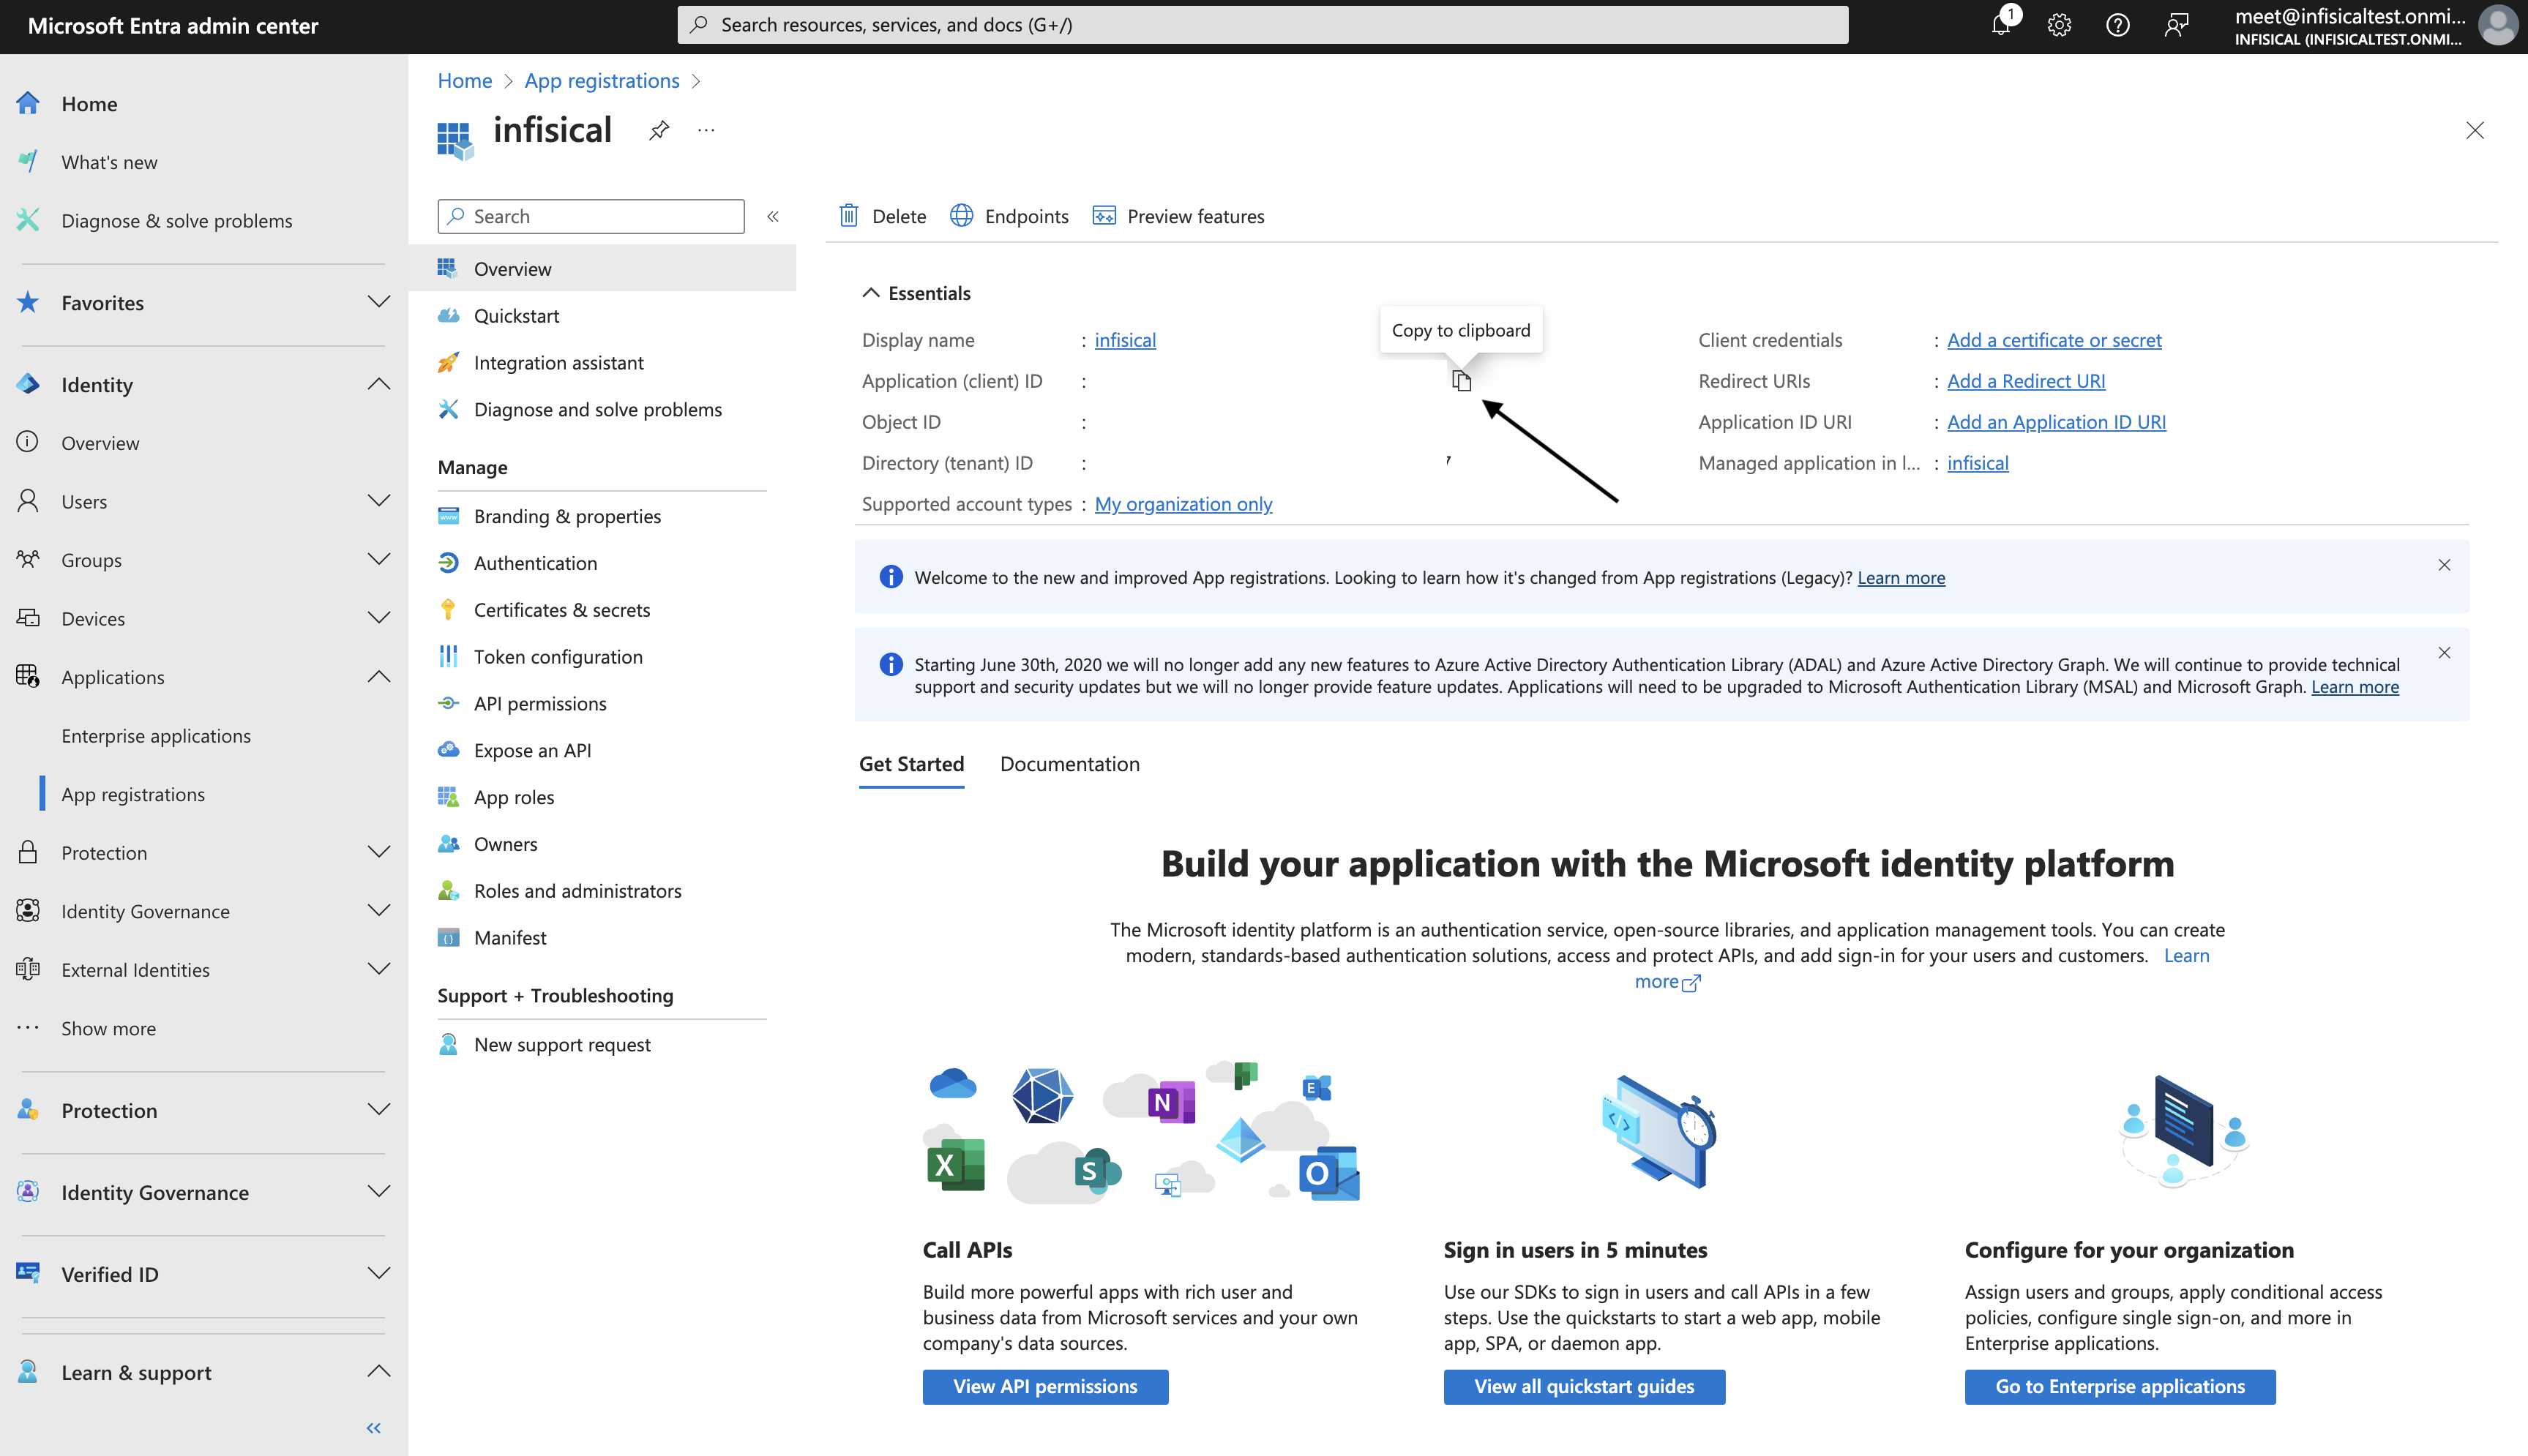 Microsoft Entra admin center
Search resources, services, and docs (G+/)
1
meet@infisicaltest.onmi...
INFISICAL (INFISICALTEST.ONMI...
Home
What's new
Diagnose & solve problems
Favorites
Identity
Overview
Users
Groups
Devices
Applications
Enterprise applications
App registrations
Protection
Identity Governance
External Identities
Show more
Protection
Identity Governance
Verified ID
Learn & support
Home > App registrations >
infisical
Search
Overview
Quickstart
Integration assistant
Diagnose and solve problems
Manage
Branding & properties
Authentication
Certificates & secrets
Token configuration
API permissions
Expose an API
App roles
Owners
Roles and administrators
Manifest
Support + Troubleshooting
New support request
Delete
Endpoints
Preview features
Essentials
Copy to clipboard
Display name : infisical
Application (client) ID :
Object ID :
Directory (tenant) ID :
Supported account types : My organization only
Client credentials : Add a certificate or secret
Redirect URIs : Add a Redirect URI
Application ID URI : Add an Application ID URI
Managed application in l... : infisical
Welcome to the new and improved App registrations. Looking to learn how it's changed from App registrations (Legacy)? Learn more
Starting June 30th, 2020 we will no longer add any new features to Azure Active Directory Authentication Library (ADAL) and Azure Active Directory Graph. We will continue to provide technical
support and security updates but we will no longer provide feature updates. Applications will need to be upgraded to Microsoft Authentication Library (MSAL) and Microsoft Graph. Learn more
Get Started
Documentation
Build your application with the Microsoft identity platform
The Microsoft identity platform is an authentication service, open-source libraries, and application management tools. You can create
modern, standards-based authentication solutions, access and protect APIs, and add sign-in for your users and customers. Learn
more
N
E
X
S
O
Call APIs
Build more powerful apps with rich user and
business data from Microsoft services and your own
company's data sources.
View API permissions
Sign in users in 5 minutes
Use our SDKs to sign in users and call APIs in a few
steps. Use the quickstarts to start a web app, mobile
app, SPA, or daemon app.
View all quickstart guides
Configure for your organization
Assign users and groups, apply conditional access
policies, configure single sign-on, and more in
Enterprise applications.
Go to Enterprise applications